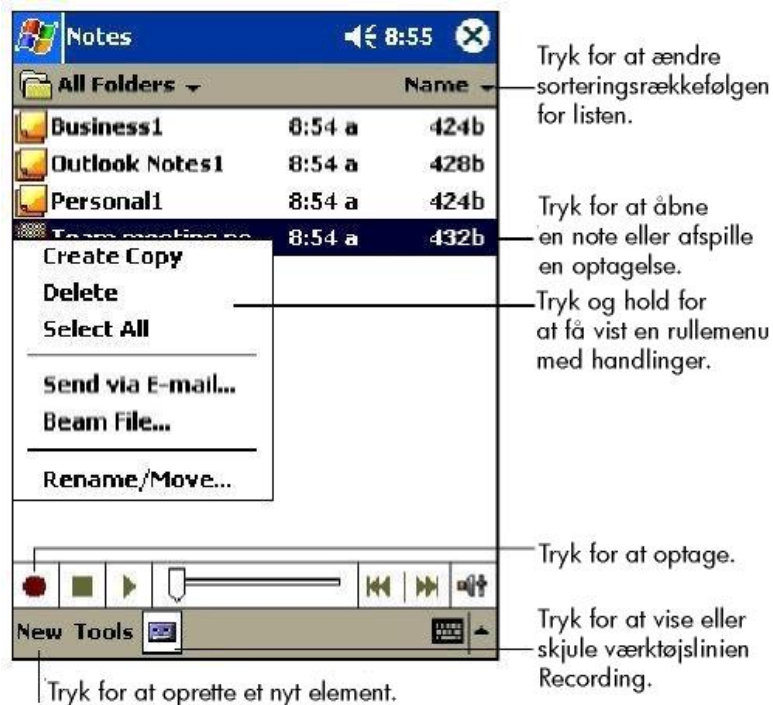 Notes 8:55
All Folders Name
Business1 8:54 a 424b
Outlook Notes1 8:54 a 428b
Personal1 8:54 a 424b
Team meeting no 8:54 a 432b
Create Copy
Delete
Select All
Send via E-mail...
Beam File...
Rename/Move...
New Tools
Tryk for at ændre
sorteringsrækkefølgen
for listen.
Tryk for at åbne
en note eller afspille
en optagelse.
Tryk og hold for
at få vist en rullemenu
med handlinger.
Tryk for at optage.
Tryk for at vise eller
skjule værktøjslinien
Recording.
Tryk for at oprette et nyt element.